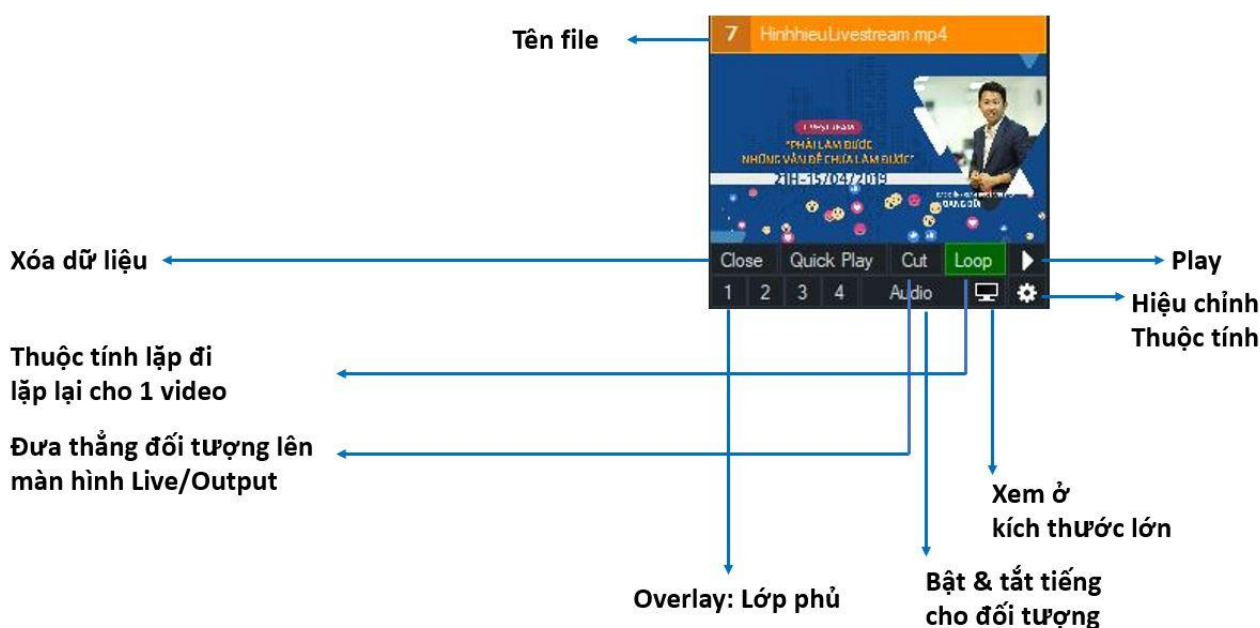 Tên file
7 HinhhieuLivestream.mp4
LIVESTREAM
"PHẢI LÀM ĐƯỢC
NHỮNG VẤN ĐỀ CHƯA LÀM ĐƯỢC"
21H-15/04/2019
Xóa dữ liệu
Close Quick Play Cut Loop
Play
1 2 3 4 Audio
Hiệu chỉnh
Thuộc tính
Thuộc tính lặp đi
lặp lại cho 1 video
Đưa thẳng đối tượng lên
màn hình Live/Output
Xem ở
kích thước lớn
Overlay: Lớp phủ
Bật & tắt tiếng
cho đối tượng